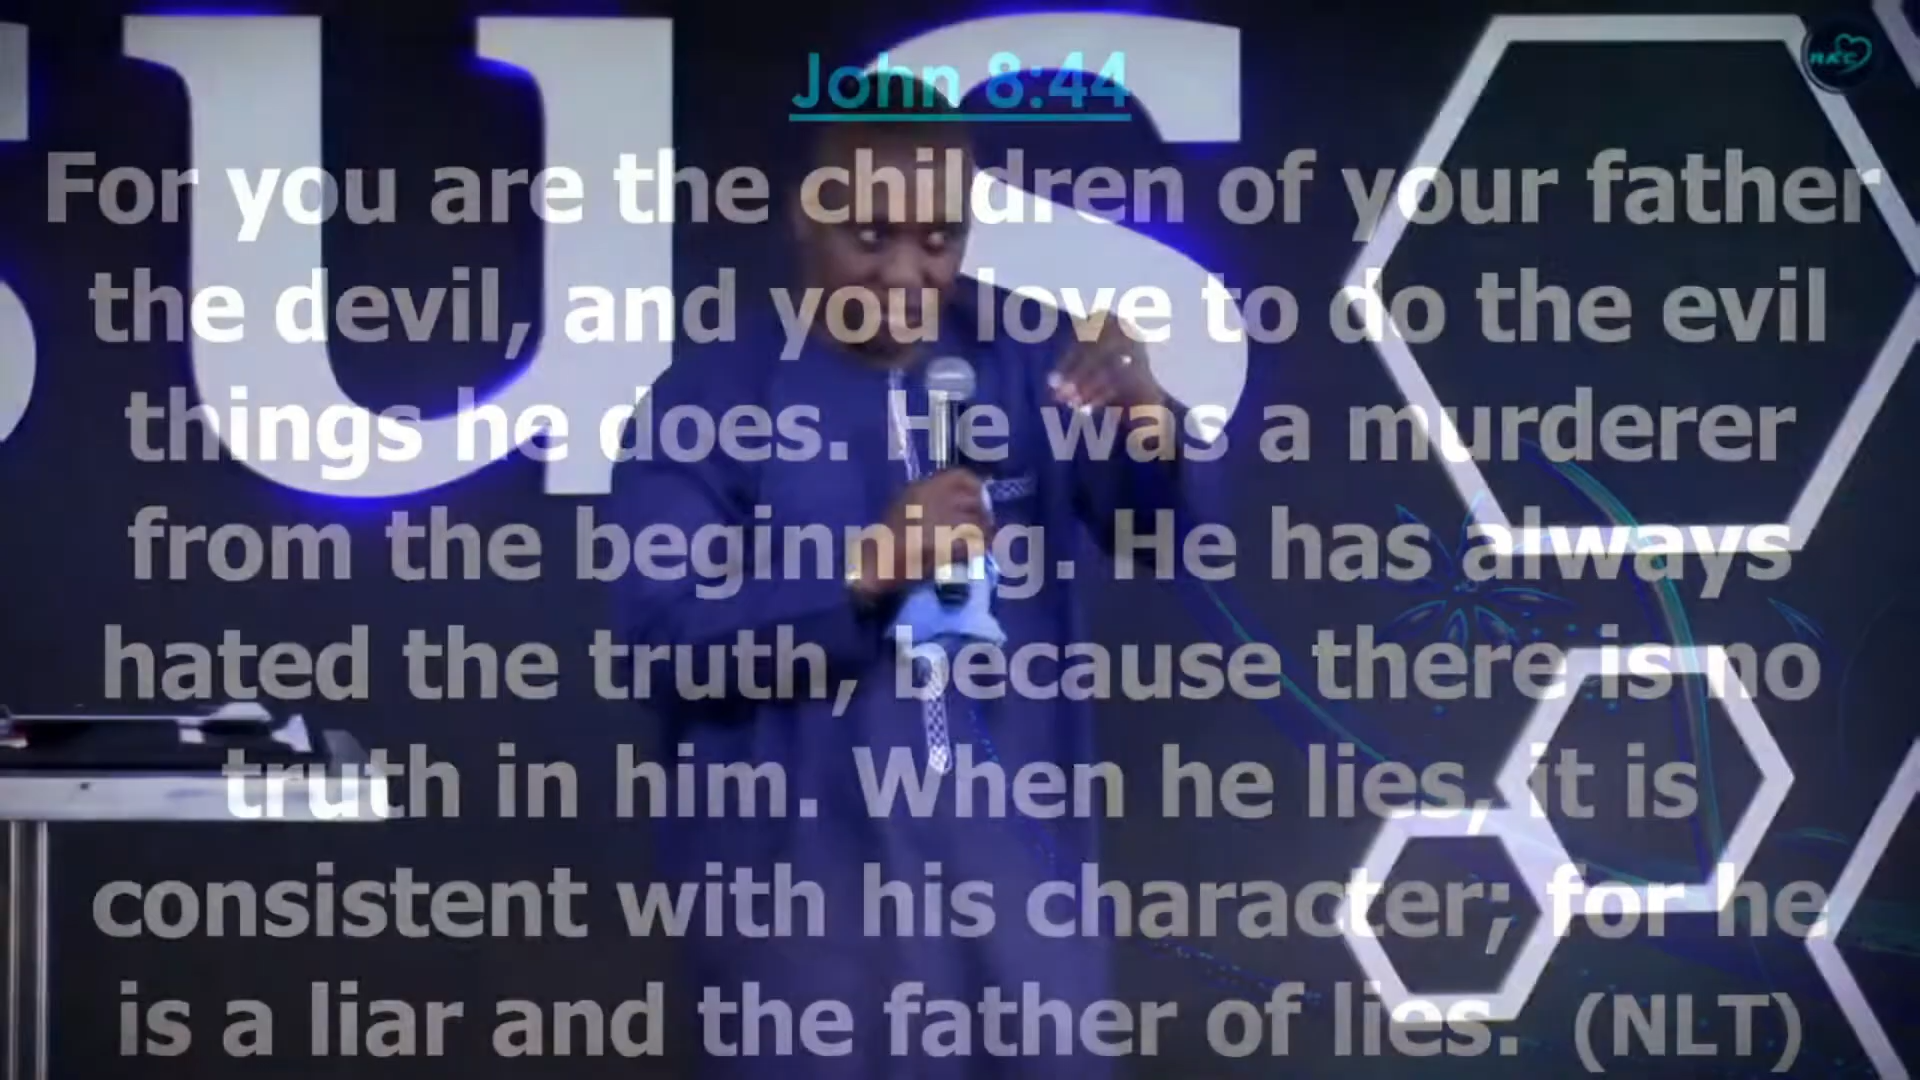 John 8:44
For you are the children of your father
the devil, and you love to do the evil
things he does. He was a murderer
from the beginning. He has always
hated the truth, because there is no
truth in him. When he lies, it is
consistent with his character; for he
is a liar and the father of lies. (NLT)
US